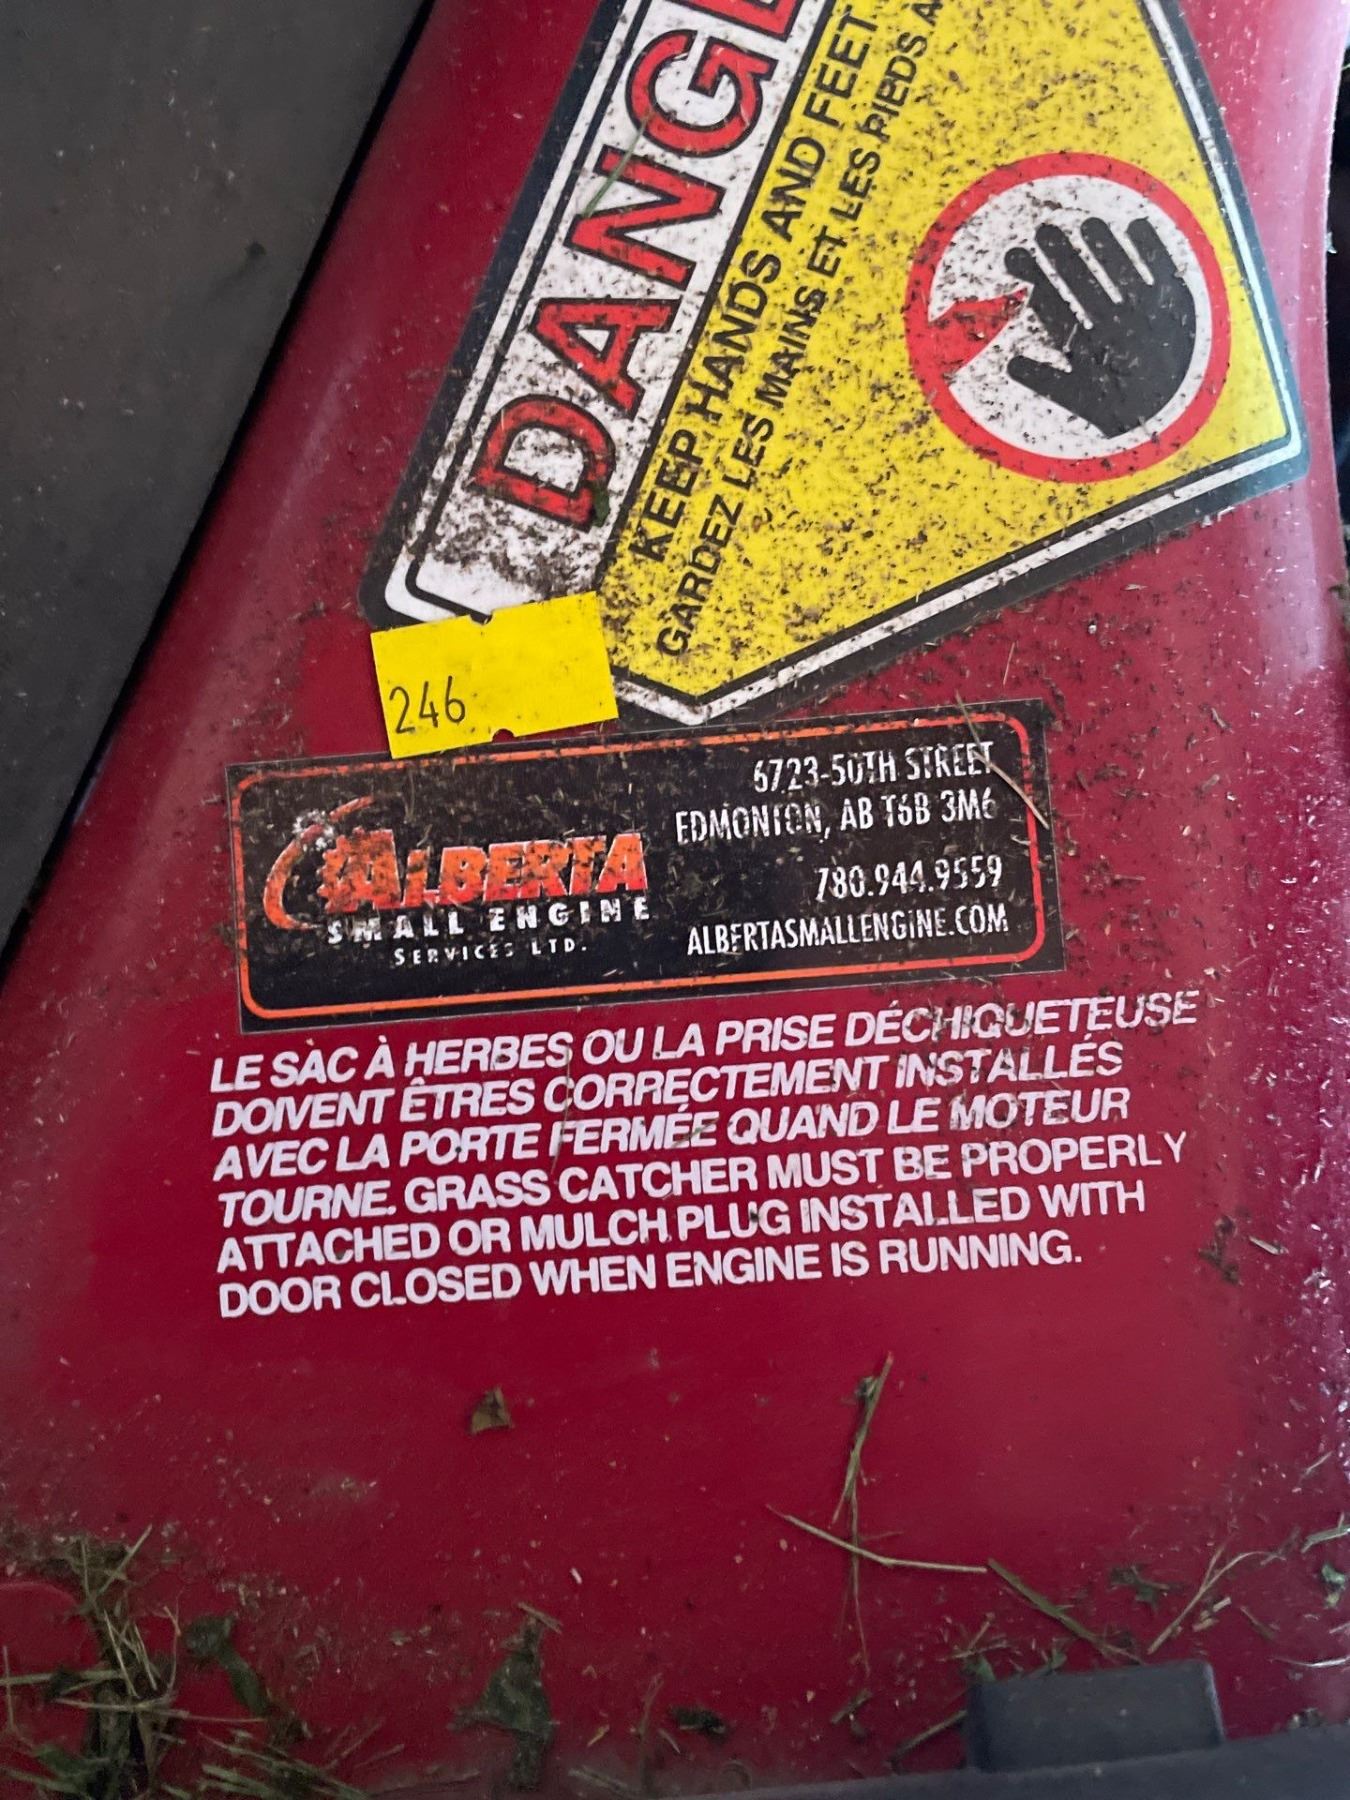 DANGE
KEEP HANDS AND FEET
GARDEZ LES MAINS ET LES PIEDS À
246
ALBERTA
SMALL ENGINE
SERVICES LTD.
6723-50TH STREET
EDMONTON, AB T6B 3M6
780.944.9559
ALBERTASMALLENGINE.COM
LE SAC À HERBES OU LA PRISE DÉCHIQUETEUSE
DOIVENT ÊTRES CORRECTEMENT INSTALLÉS
AVEC LA PORTE FERMÉE QUAND LE MOTEUR
TOURNE. GRASS CATCHER MUST BE PROPERLY
ATTACHED OR MULCH PLUG INSTALLED WITH
DOOR CLOSED WHEN ENGINE IS RUNNING.